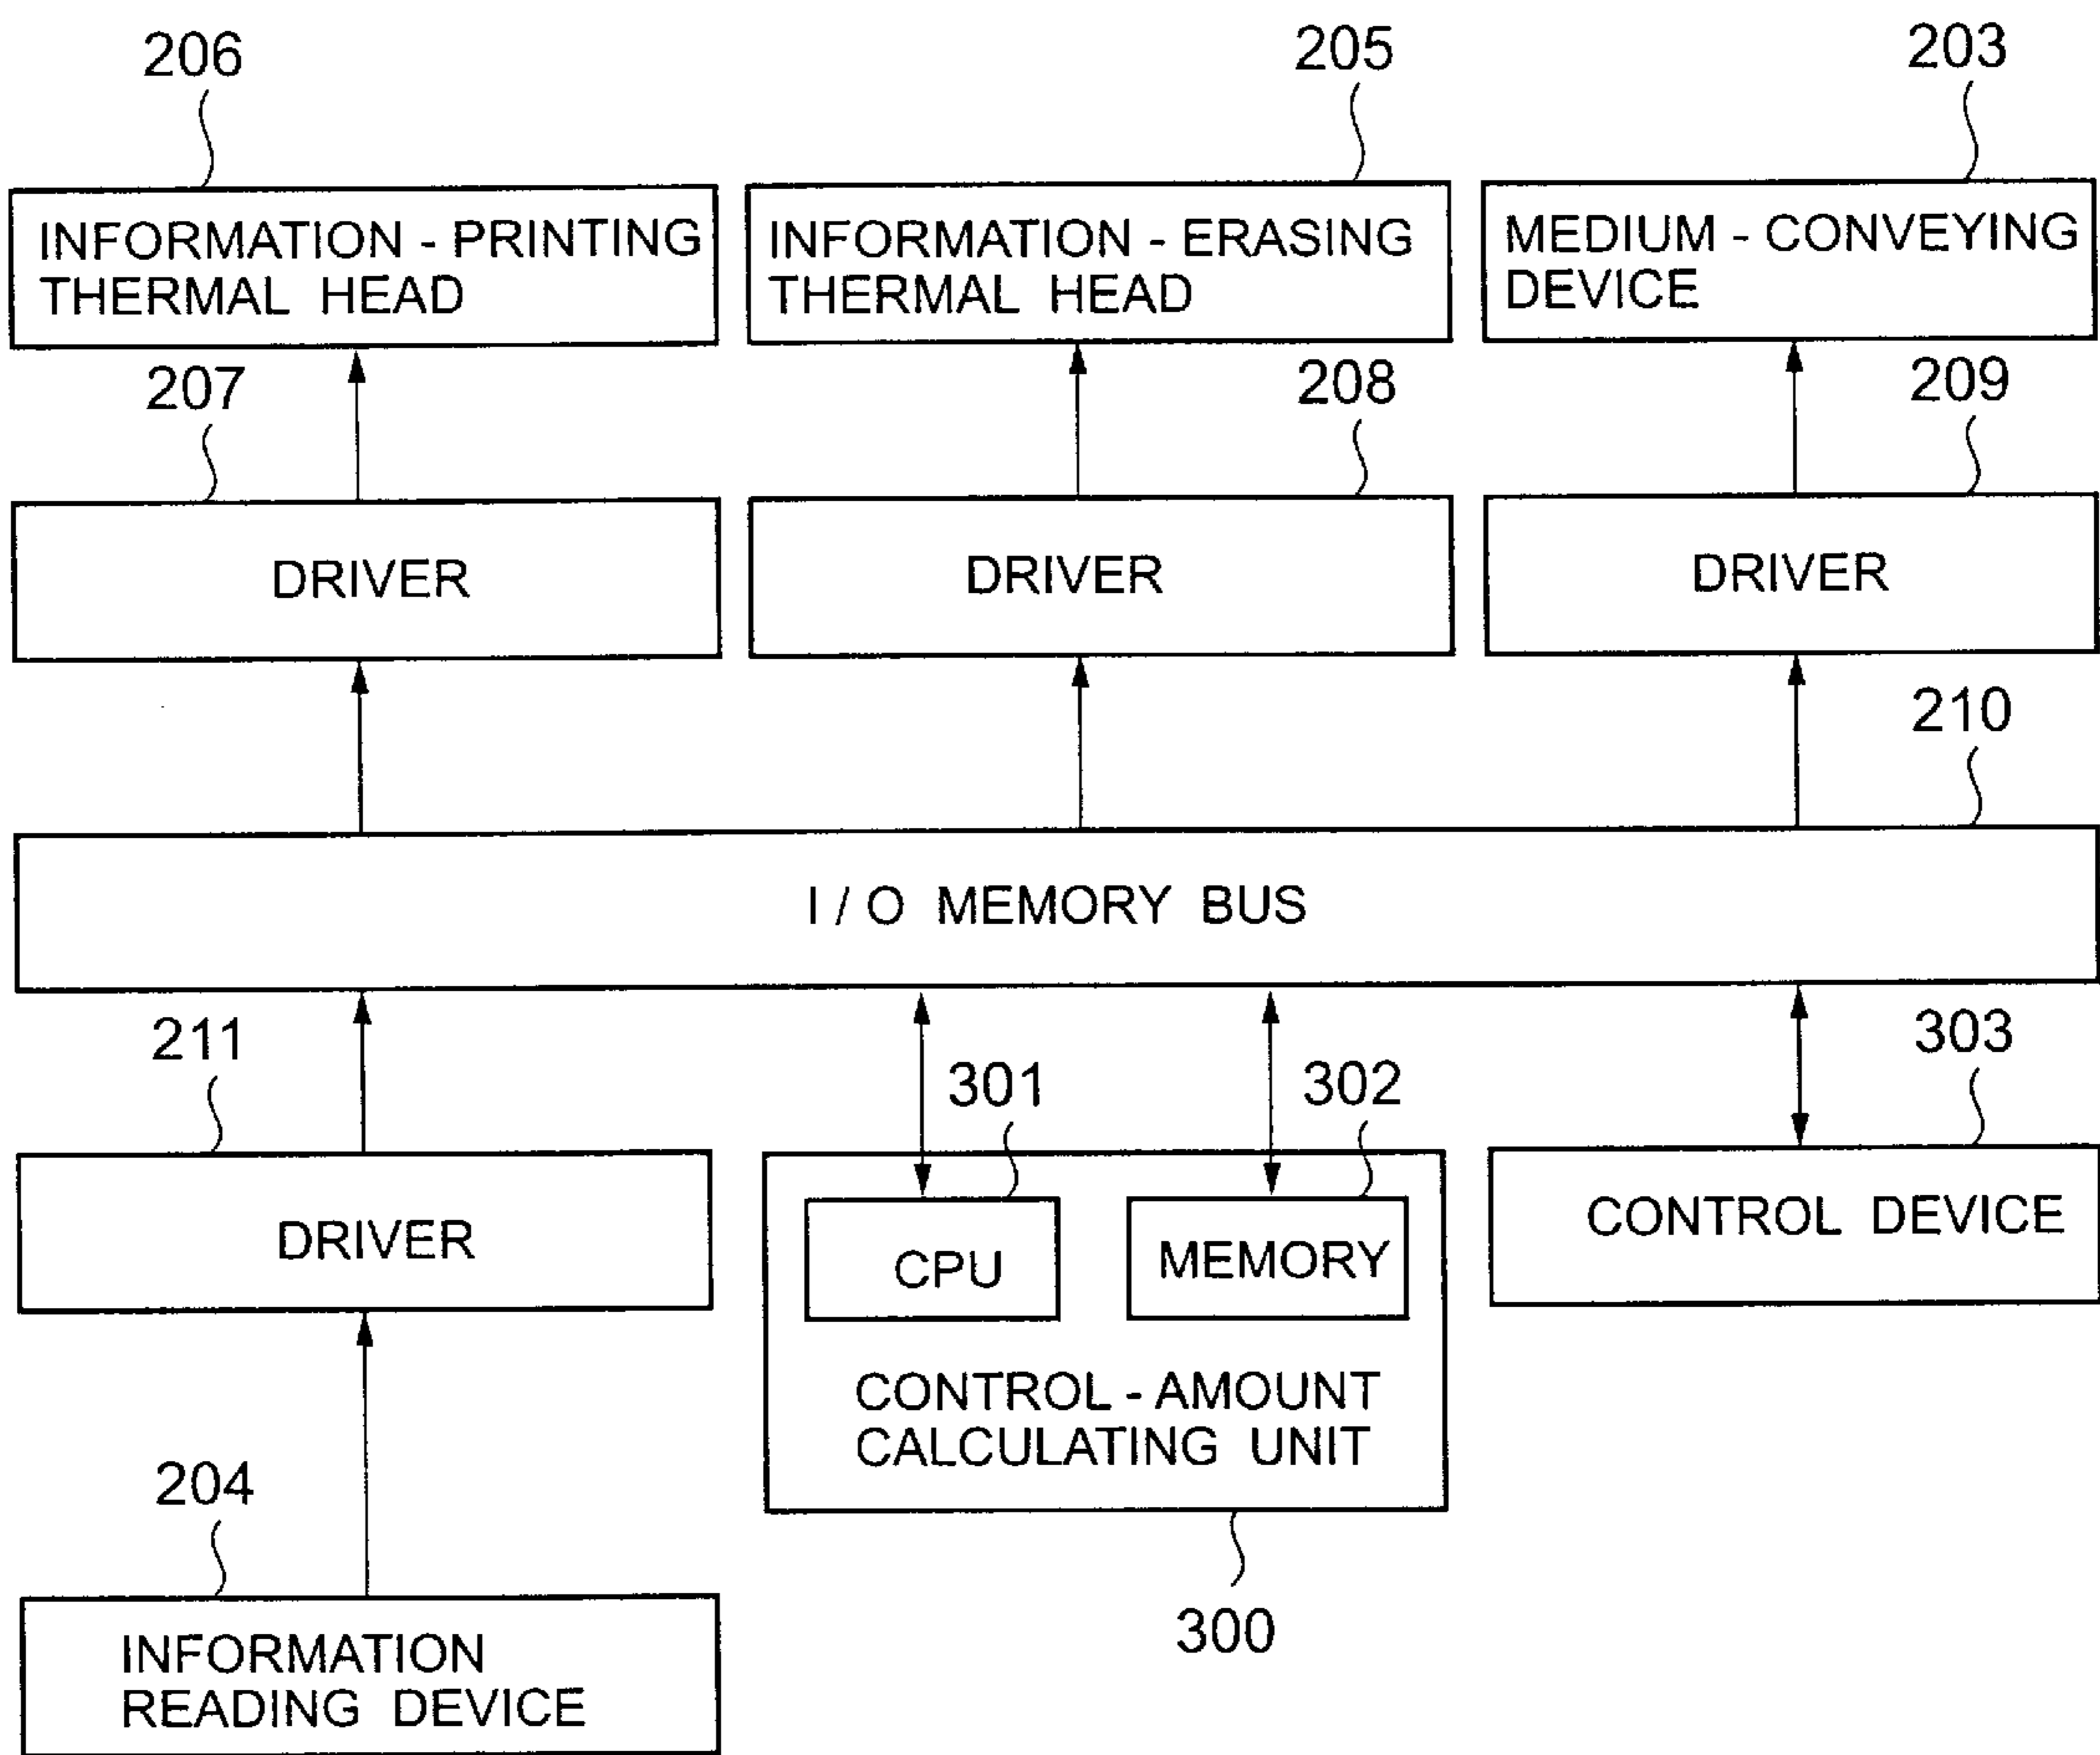 206
205
203
INFORMATION - PRINTING
THERMAL HEAD
INFORMATION - ERASING
THERMAL HEAD
MEDIUM - CONVEYING
DEVICE
207
208
209
DRIVER
DRIVER
DRIVER
210
I / O MEMORY BUS
211
301
302
303
DRIVER
CPU
MEMORY
CONTROL DEVICE
CONTROL - AMOUNT
CALCULATING UNIT
204
300
INFORMATION
READING DEVICE